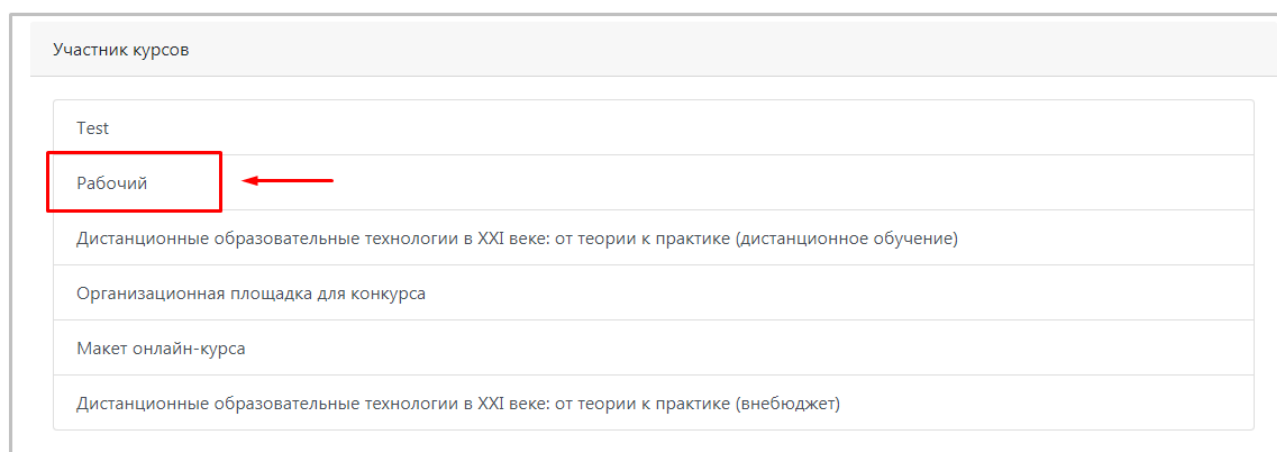 Участник курсов
Test
Рабочий
Дистанционные образовательные технологии в XXI веке: от теории к практике (дистанционное обучение)
Организационная площадка для конкурса
Макет онлайн-курса
Дистанционные образовательные технологии в XXI веке: от теории к практике (внебюджет)